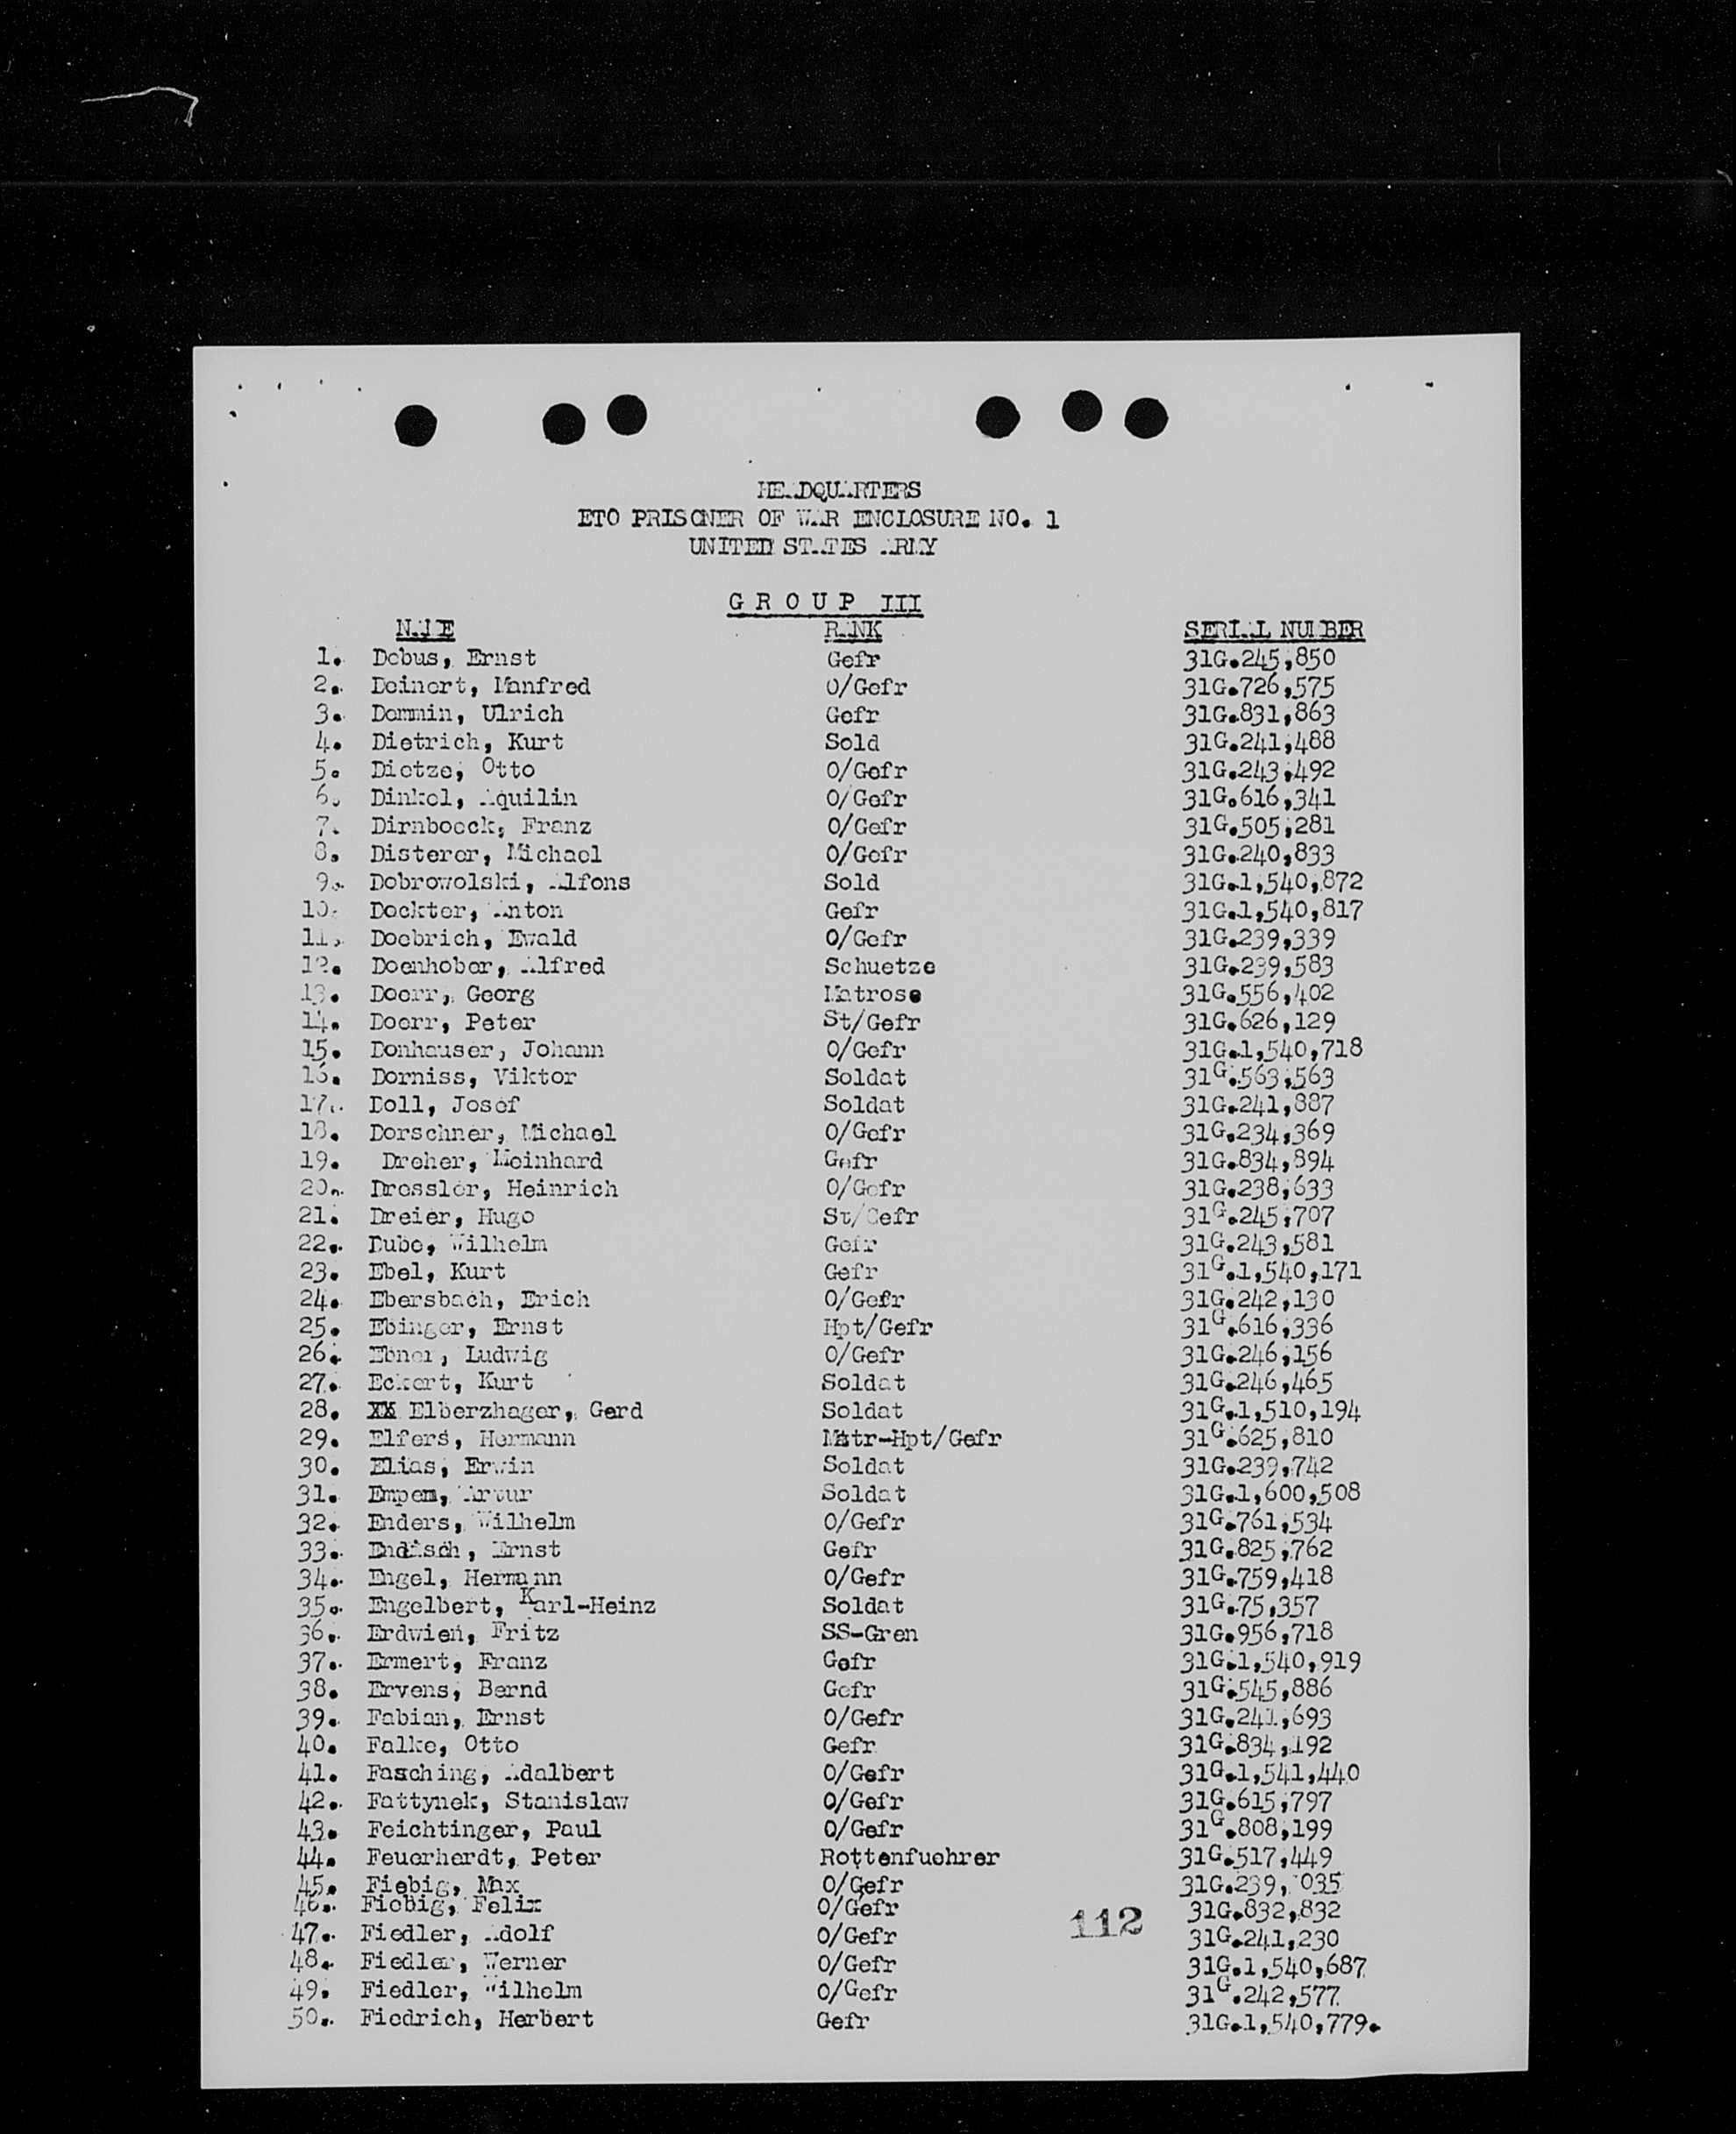 HEADQUARTERS
ETO PRISONER OF WAR ENCLOSURE NO. 1
UNITED STATES ARMY
G R O U P III
NAME RANK SERIAL NUMBER
1. Debus, Ernst Gefr 31G.245,850
2. Deinert, Manfred O/Gefr 31G.726,575
3. Dammin, Ulrich Gefr 31G.831,863
4. Dietrich, Kurt Sold 31G.241,488
5. Dietze, Otto O/Gefr 31G.243,492
6. Dinkel, Aquilin O/Gefr 31G.616,341
7. Dirnboeck, Franz O/Gefr 31G.505,281
8. Disterer, Michael O/Gefr 31G.240,833
9. Dobrowolski, Alfons Sold 31G.1,540,872
10. Dockter, Anton Gefr 31G.1,540,817
11. Doebrich, Ewald O/Gefr 31G.239,339
12. Doenhober, Alfred Schuetze 31G.239,583
13. Doerr, Georg Matrose 31G.556,402
14. Doerr, Peter St/Gefr 31G.626,129
15. Donhauser, Johann O/Gefr 31G.1,540,718
16. Dorniss, Viktor Soldat 31G.563,563
17. Doll, Josef Soldat 31G.241,887
18. Dorschner, Michael O/Gefr 31G.234,369
19. Dreher, Meinhard Gefr 31G.834,894
20. Dressler, Heinrich O/Gefr 31G.238,633
21. Dreier, Hugo St/Gefr 31G.245,707
22. Dube, Wilhelm Gefr 31G.243,581
23. Ebel, Kurt Gefr 31G.1,540,171
24. Ebersbach, Erich O/Gefr 31G.242,130
25. Ebinger, Ernst Hpt/Gefr 31G.616,336
26. Ebner, Ludwig O/Gefr 31G.246,156
27. Eckert, Kurt Soldat 31G.246,465
28. XX Elberzhager, Gerd Soldat 31G.1,510,194
29. Elfers, Hermann Matr-Hpt/Gefr 31G.625,810
30. Elias, Erwin Soldat 31G.239,742
31. Empem, Artur Soldat 31G.1,600,508
32. Enders, Wilhelm O/Gefr 31G.761,534
33. Endisch, Ernst Gefr 31G.825,762
34. Engel, Hermann O/Gefr 31G.759,418
35. Engelbert, Karl-Heinz Soldat 31G.75,357
36. Erdwien, Fritz SS-Gren 31G.956,718
37. Ermert, Franz Gefr 31G.1,540,919
38. Ervens, Bernd Gefr 31G.545,886
39. Fabian, Ernst O/Gefr 31G.241,693
40. Falke, Otto Gefr 31G.834,192
41. Fasching, Adalbert O/Gefr 31G.1,541,440
42. Fattynek, Stanislaw O/Gefr 31G.615,797
43. Feichtinger, Paul O/Gefr 31G.808,199
44. Feuerherdt, Peter Rottenfuehrer 31G.517,449
45. Fiebig, Max O/Gefr 31G.239,035
46. Fiebig, Felix O/Gefr 31G.832,832
112
47. Fiedler, Adolf O/Gefr 31G.241,230
48. Fiedler, Werner O/Gefr 31G.1,540,687
49. Fiedler, Wilhelm O/Gefr 31G.242,577
50. Fiedrich, Herbert Gefr 31G.1,540,779.